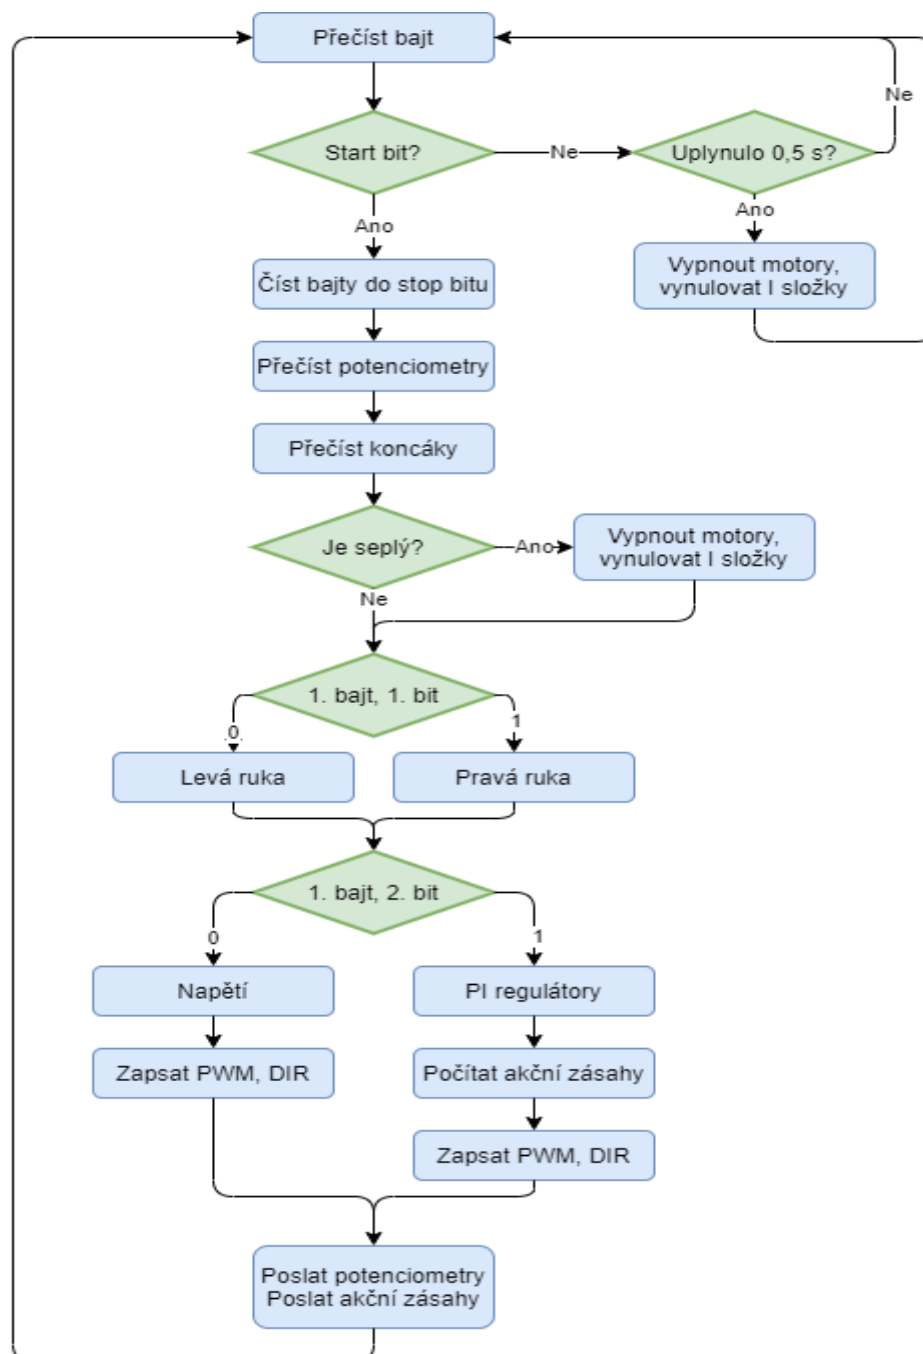 Přečíst bajt
Ne
Start bit?
Ne
Uplynulo 0,5 s?
Ano
Ano
Vypnout motory,
vynulovat I složky
Číst bajty do stop bitu
Přečíst potenciometry
Přečíst koncáky
Je seplý?
Ano
Vypnout motory,
vynulovat I složky
Ne
1. bajt, 1. bit
0
1
Levá ruka
Pravá ruka
1. bajt, 2. bit
0
1
Napětí
PI regulátory
Zapsat PWM, DIR
Počítat akční zásahy
Zapsat PWM, DIR
Poslat potenciometry
Poslat akční zásahy